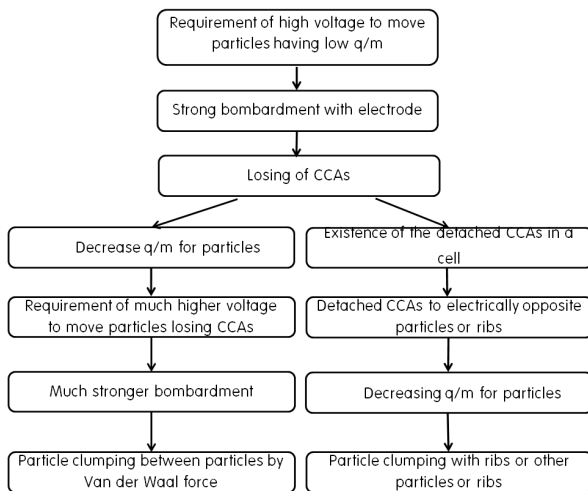 Requirement of high voltage to move
particles having low q/m
Strong bombardment with electrode
Losing of CCAs
Decrease q/m for particles
Existence of the detached CCAs in a
cell
Requirement of much higher voltage
to move particles losing CCAs
Detached CCAs to electrically opposite
particles or ribs
Much stronger bombardment
Decreasing q/m for particles
Particle clumping between particles by
Van der Waal force
Particle clumping with ribs or other
particles or ribs